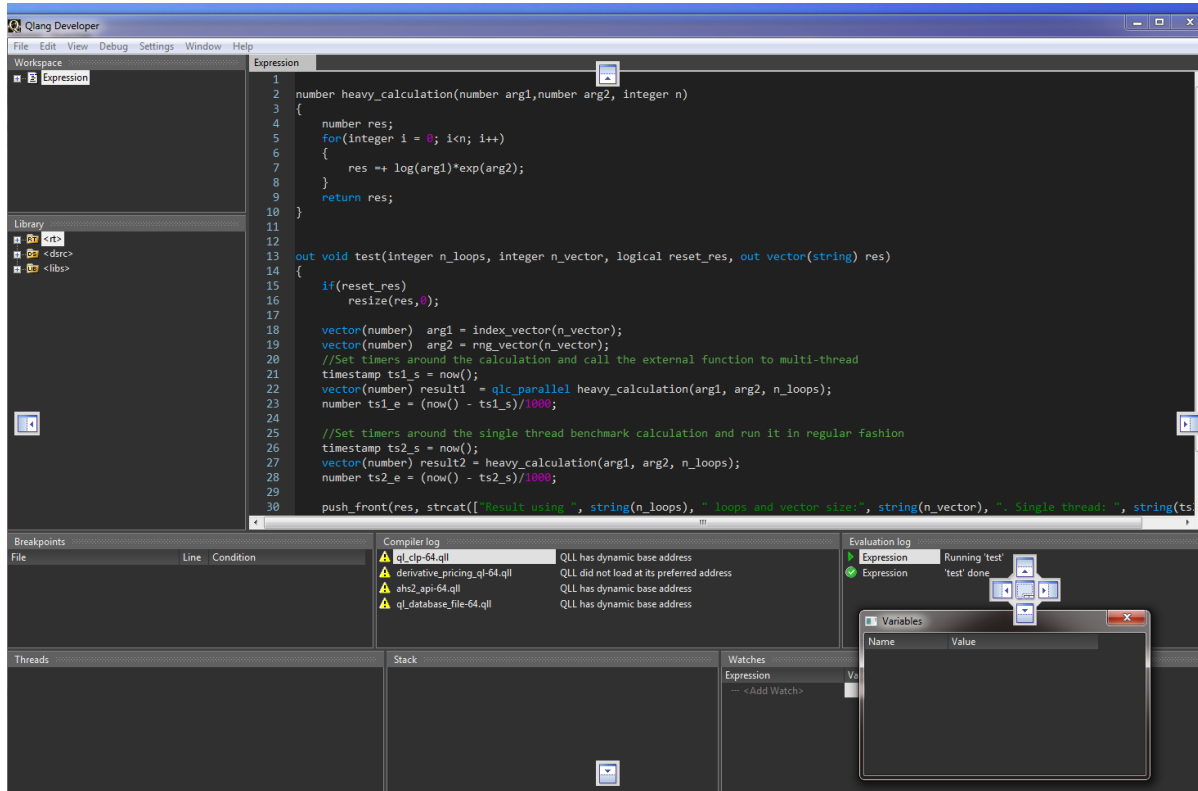 Qlang Developer
File Edit View Debug Settings Window Help
Workspace
Expression
Library
RT <rt>
<dsrc>
<libs>
Expression
1
2 number heavy_calculation(number arg1,number arg2, integer n)
3 {
4 number res;
5 for(integer i = 0; i<n; i++)
6 {
7 res =+ log(arg1)*exp(arg2);
8 }
9 return res;
10 }
11
12
13 out void test(integer n_loops, integer n_vector, logical reset_res, out vector(string) res)
14 {
15 if(reset_res)
16 resize(res,0);
17
18 vector(number) arg1 = index_vector(n_vector);
19 vector(number) arg2 = rng_vector(n_vector);
20 //Set timers around the calculation and call the external function to multi-thread
21 timestamp ts1_s = now();
22 vector(number) result1 = qlc_parallel heavy_calculation(arg1, arg2, n_loops);
23 number ts1_e = (now() - ts1_s)/1000;
24
25 //Set timers around the single thread benchmark calculation and run it in regular fashion
26 timestamp ts2_s = now();
27 vector(number) result2 = heavy_calculation(arg1, arg2, n_loops);
28 number ts2_e = (now() - ts2_s)/1000;
29
30 push_front(res, strcat(["Result using ", string(n_loops), " loops and vector size:", string(n_vector), ". Single thread: ", string(ts
Breakpoints
File Line Condition
Compiler log
ql_clp-64.qll QLL has dynamic base address
derivative_pricing_ql-64.qll QLL did not load at its preferred address
ahs2_api-64.qll QLL has dynamic base address
ql_database_file-64.qll QLL has dynamic base address
Evaluation log
Expression Running 'test'
Expression 'test' done
Threads
Stack
Watches
Expression Va
<Add Watch>
Variables
Name Value